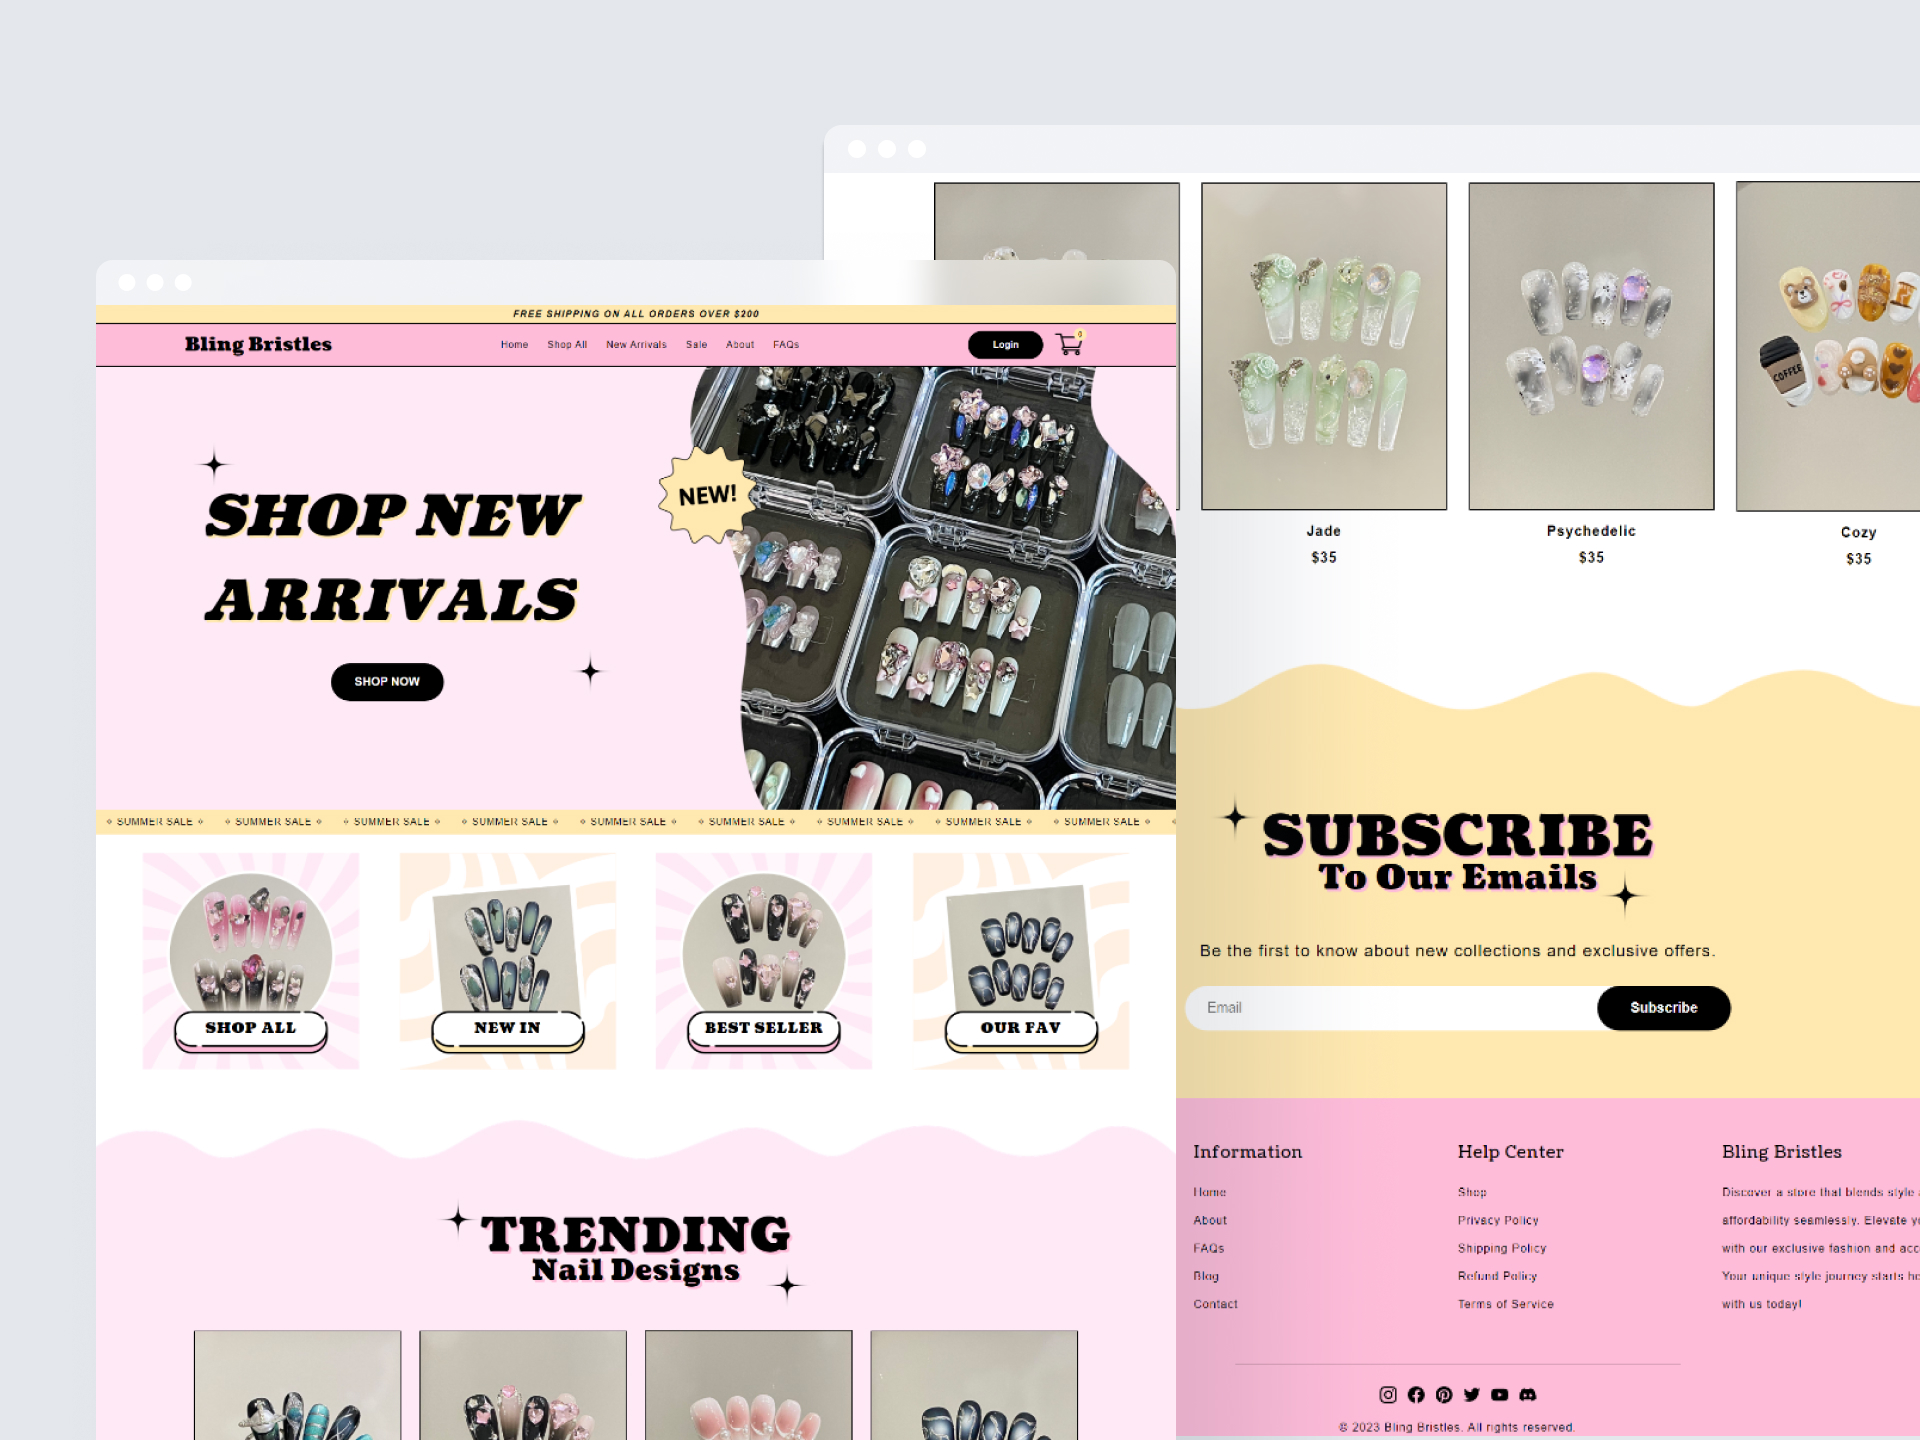 FREE SHIPPING ON ALL ORDERS OVER $200
Bling Bristles
Home Shop All New Arrivals Sale About FAQs
Login
0
SHOP NEW
ARRIVALS
NEW!
SHOP NOW
SUMMER SALE SUMMER SALE SUMMER SALE SUMMER SALE SUMMER SALE SUMMER SALE SUMMER SALE SUMMER SALE SUMMER SALE
SHOP ALL
NEW IN
BEST SELLER
OUR FAV
TRENDING
Nail Designs
COFFEE
Jade
$35
Psychedelic
$35
Cozy
$35
SUBSCRIBE
To Our Emails
Be the first to know about new collections and exclusive offers.
Email
Subscribe
Information
Home
About
FAQs
Blog
Contact
Help Center
Shop
Privacy Policy
Shipping Policy
Refund Policy
Terms of Service
Bling Bristles
Discover a store that blends style
affordability seamlessly. Elevate
with our exclusive fashion and
Your unique style journey starts
with us today!
© 2023 Bling Bristles. All rights reserved.